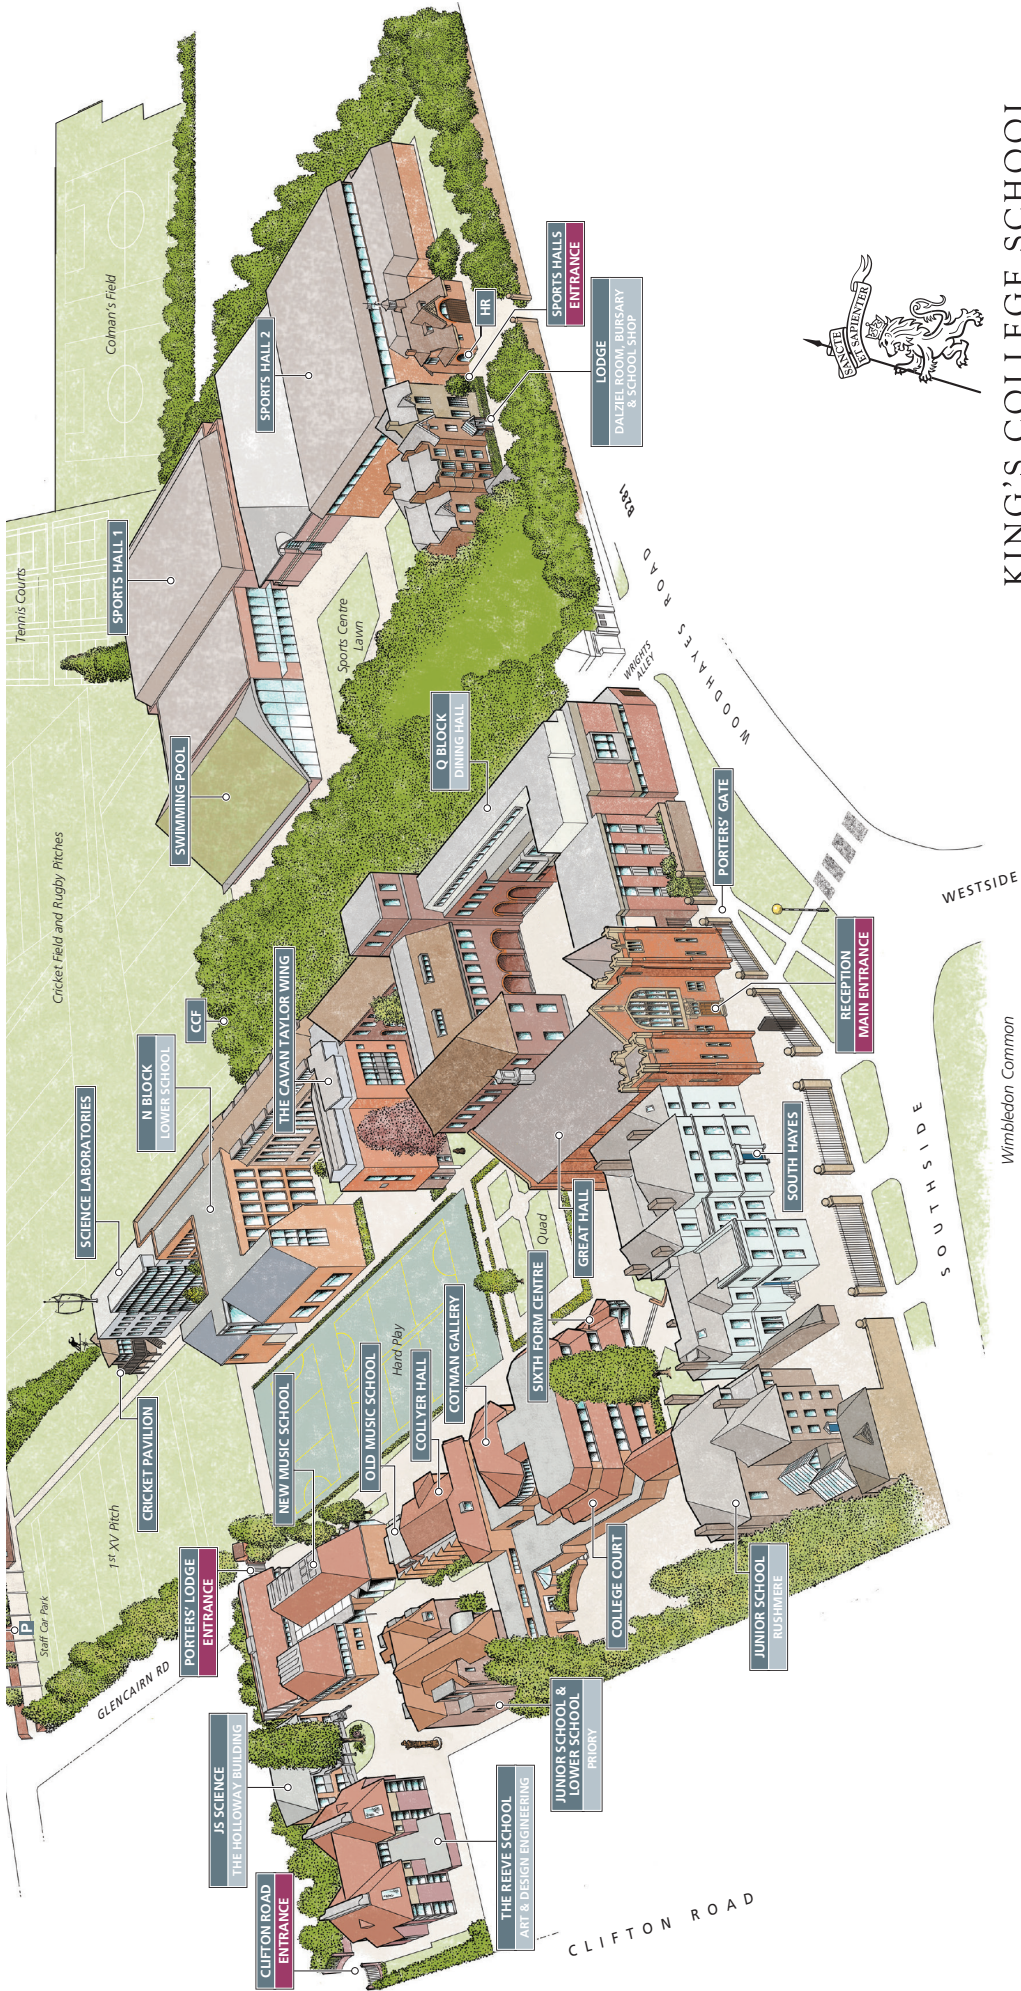 Colman's Field
Tennis Courts
Cricket Field and Rugby Pitches
SPORTS HALL 2
SPORTS HALL 1
SWIMMING POOL
Sports Centre
Lawn
HR
SPORTS HALLS
ENTRANCE
LODGE
DALZIEL ROOM, BURSARY
& SCHOOL SHOP
B281
WOODHAYES ROAD
WRIGHTS
ALLEY
Q BLOCK
DINING HALL
PORTERS' GATE
WESTSIDE
RECEPTION
MAIN ENTRANCE
THE CAVAN TAYLOR WING
CCF
N BLOCK
LOWER SCHOOL
SCIENCE LABORATORIES
CRICKET PAVILION
1st XV Pitch
Staff Car Park
P
GLENCAIRN RD
PORTERS' LODGE
ENTRANCE
NEW MUSIC SCHOOL
Hard Play
OLD MUSIC SCHOOL
COLLYER HALL
COTMAN GALLERY
SIXTH FORM CENTRE
Quad
GREAT HALL
SOUTH HAYES
SOUTHSIDE
Wimbledon Common
COLLEGE COURT
JUNIOR SCHOOL
RUSHMERE
JUNIOR SCHOOL &
LOWER SCHOOL
PRIORY
JS SCIENCE
THE HOLLOWAY BUILDING
THE REEVE SCHOOL
ART & DESIGN ENGINEERING
CLIFTON ROAD
ENTRANCE
CLIFTON ROAD
SANCTE
ET SAPIENTER
KING'S COLLEGE SCHOOL